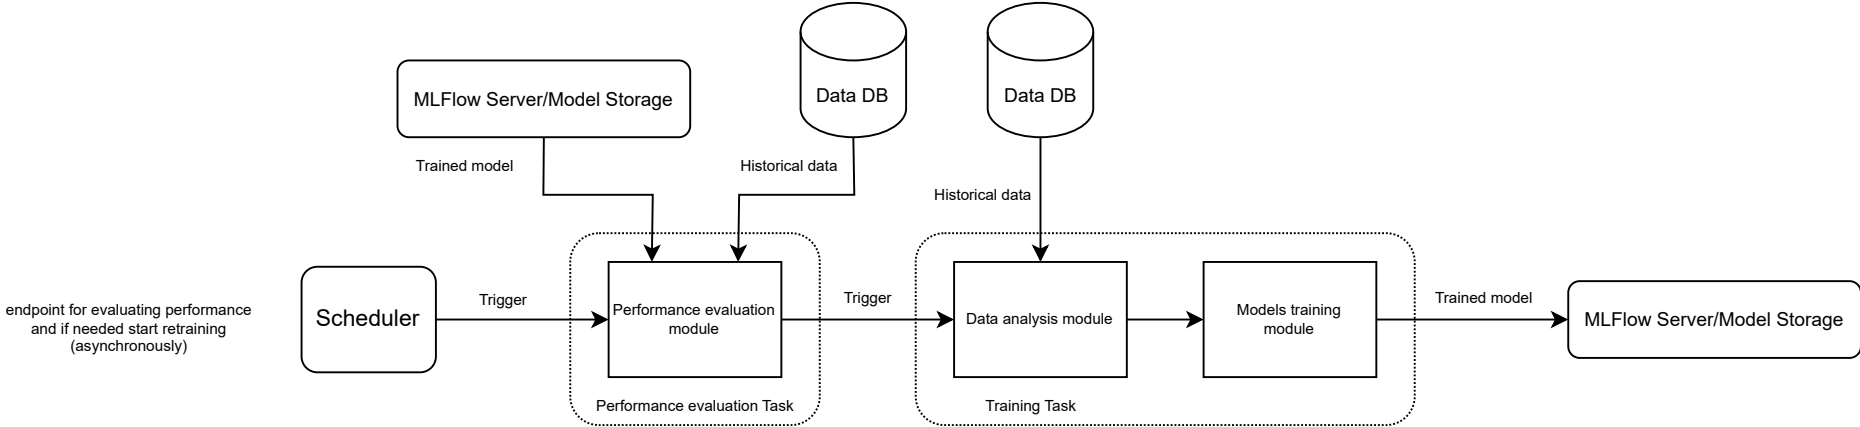 MLFlow Server/Model Storage
Data DB
Data DB
Trained model
Historical data
Historical data
endpoint for evaluating performance
and if needed start retraining
(asynchronously)
Scheduler
Trigger
Performance evaluation
module
Trigger
Data analysis module
Models training
module
Trained model
MLFlow Server/Model Storage
Performance evaluation Task
Training Task